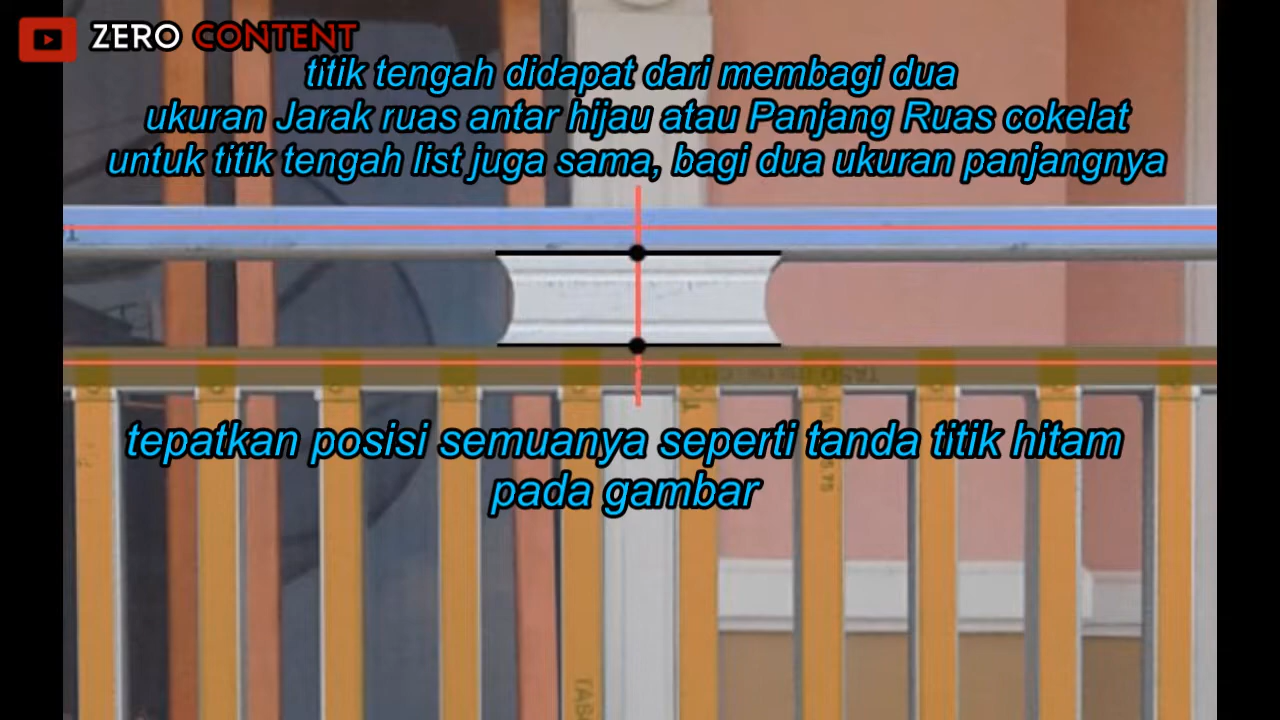 ZERO CONTENT
titik tengah didapat dari membagi dua
ukuran Jarak ruas antar hijau atau Panjang Ruas cokelat
untuk titik tengah list juga sama, bagi dua ukuran panjangnya
1
tepatkan posisi semuanya seperti tanda titik hitam
pada gambar